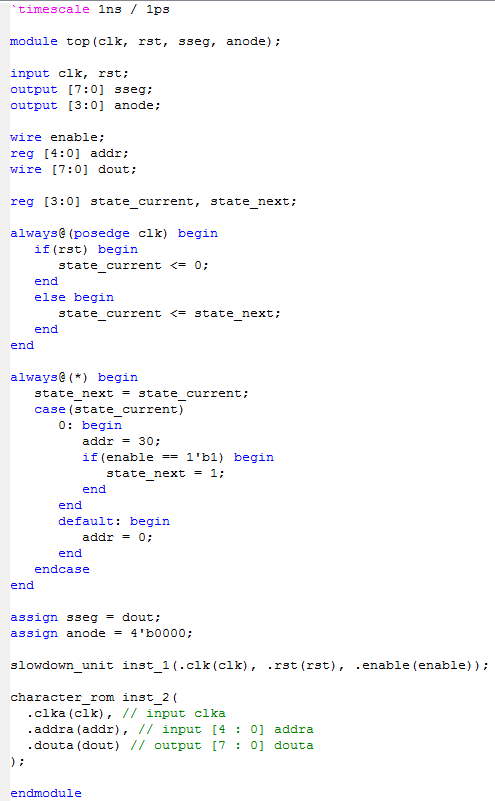 `timescale 1ns / 1ps
module top(clk, rst, sseg, anode);
input clk, rst;
output [7:0] sseg;
output [3:0] anode;
wire enable;
reg [4:0] addr;
wire [7:0] dout;
reg [3:0] state_current, state_next;
always@(posedge clk) begin
if(rst) begin
state_current <= 0;
end
else begin
state_current <= state_next;
end
end
always@(*) begin
state_next = state_current;
case(state_current)
0: begin
addr = 30;
if(enable == 1'b1) begin
state_next = 1;
end
end
default: begin
addr = 0;
end
endcase
end
assign sseg = dout;
assign anode = 4'b0000;
slowdown_unit inst_1(.clk(clk), .rst(rst), .enable(enable));
character_rom inst_2(
.clka(clk), // input clka
.addra(addr), // input [4 : 0] addra
.douta(dout) // output [7 : 0] douta
);
endmodule